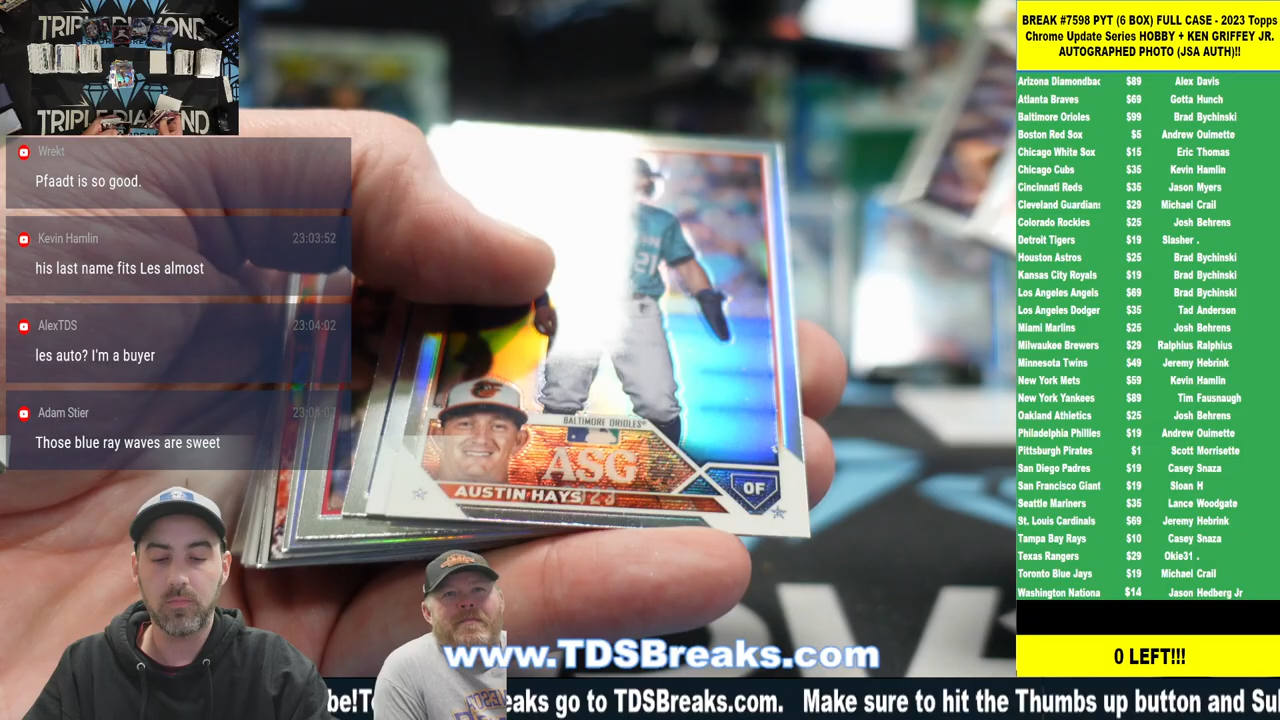 TRIPLE DIAMOND
TRIPLE DIAMOND
Wrekt
Pfaadt is so good.
Kevin Hamlin 23:03:52
his last name fits Les almost
AlexTDS 23:04:02
les auto? I'm a buyer
Adam Stier
Those blue ray waves are sweet
21
BALTIMORE ORIOLES
ASG
AUSTIN HAYS
OF
www.TDSBreaks.com
be!T
eaks go to TDSBreaks.com. Make sure to hit the Thumbs up button and Su
BREAK #7598 PYT (6 BOX) FULL CASE - 2023 Topps
Chrome Update Series HOBBY + KEN GRIFFEY JR.
AUTOGRAPHED PHOTO (JSA AUTH)!!
Arizona Diamondbac $89 Alex Davis
Atlanta Braves $69 Gotta Hunch
Baltimore Orioles $99 Brad Bychinski
Boston Red Sox $5 Andrew Ouimette
Chicago White Sox $15 Eric Thomas
Chicago Cubs $35 Kevin Hamlin
Cincinnati Reds $35 Jason Myers
Cleveland Guardians $29 Michael Crail
Colorado Rockies $25 Josh Behrens
Detroit Tigers $19 Slasher .
Houston Astros $25 Brad Bychinski
Kansas City Royals $19 Brad Bychinski
Los Angeles Angels $69 Brad Bychinski
Los Angeles Dodger $35 Tad Anderson
Miami Marlins $25 Josh Behrens
Milwaukee Brewers $29 Ralphius Ralphius
Minnesota Twins $49 Jeremy Hebrink
New York Mets $59 Kevin Hamlin
New York Yankees $89 Tim Fausnaugh
Oakland Athletics $25 Josh Behrens
Philadelphia Phillies $19 Andrew Ouimette
Pittsburgh Pirates $1 Scott Morrisette
San Diego Padres $19 Casey Snaza
San Francisco Giant $19 Sloan H
Seattle Mariners $35 Lance Woodgate
St. Louis Cardinals $69 Jeremy Hebrink
Tampa Bay Rays $10 Casey Snaza
Texas Rangers $29 Okie31 .
Toronto Blue Jays $19 Michael Crail
Washington Nationa $14 Jason Hedberg Jr
0 LEFT!!!